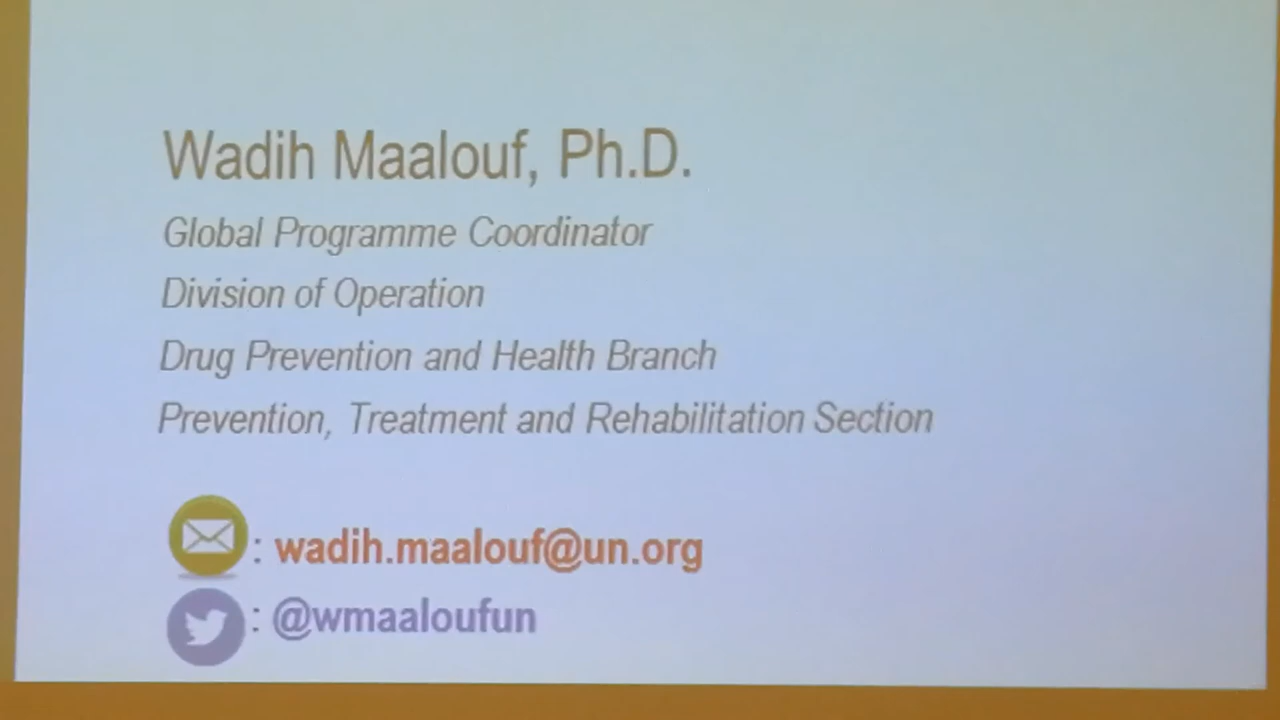 Wadih Maalouf, Ph.D.
Global Programme Coordinator
Division of Operation
Drug Prevention and Health Branch
Prevention, Treatment and Rehabilitation Section
: wadih.maalouf@un.org
: @wmaaloufun